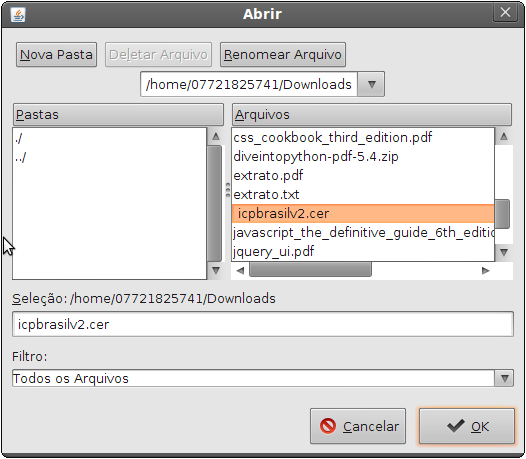 Abrir
Nova Pasta
Deletar Arquivo
Renomear Arquivo
/home/07721825741/Downloads
Pastas
Arquivos
./
../
css_cookbook_third_edition.pdf
diveintopython-pdf-5.4.zip
extrato.pdf
extrato.txt
icpbrasilv2.cer
javascript_the_definitive_guide_6th_editio
jquery_ui.pdf
Seleção: /home/07721825741/Downloads
icpbrasilv2.cer
Filtro:
Todos os Arquivos
Cancelar
OK